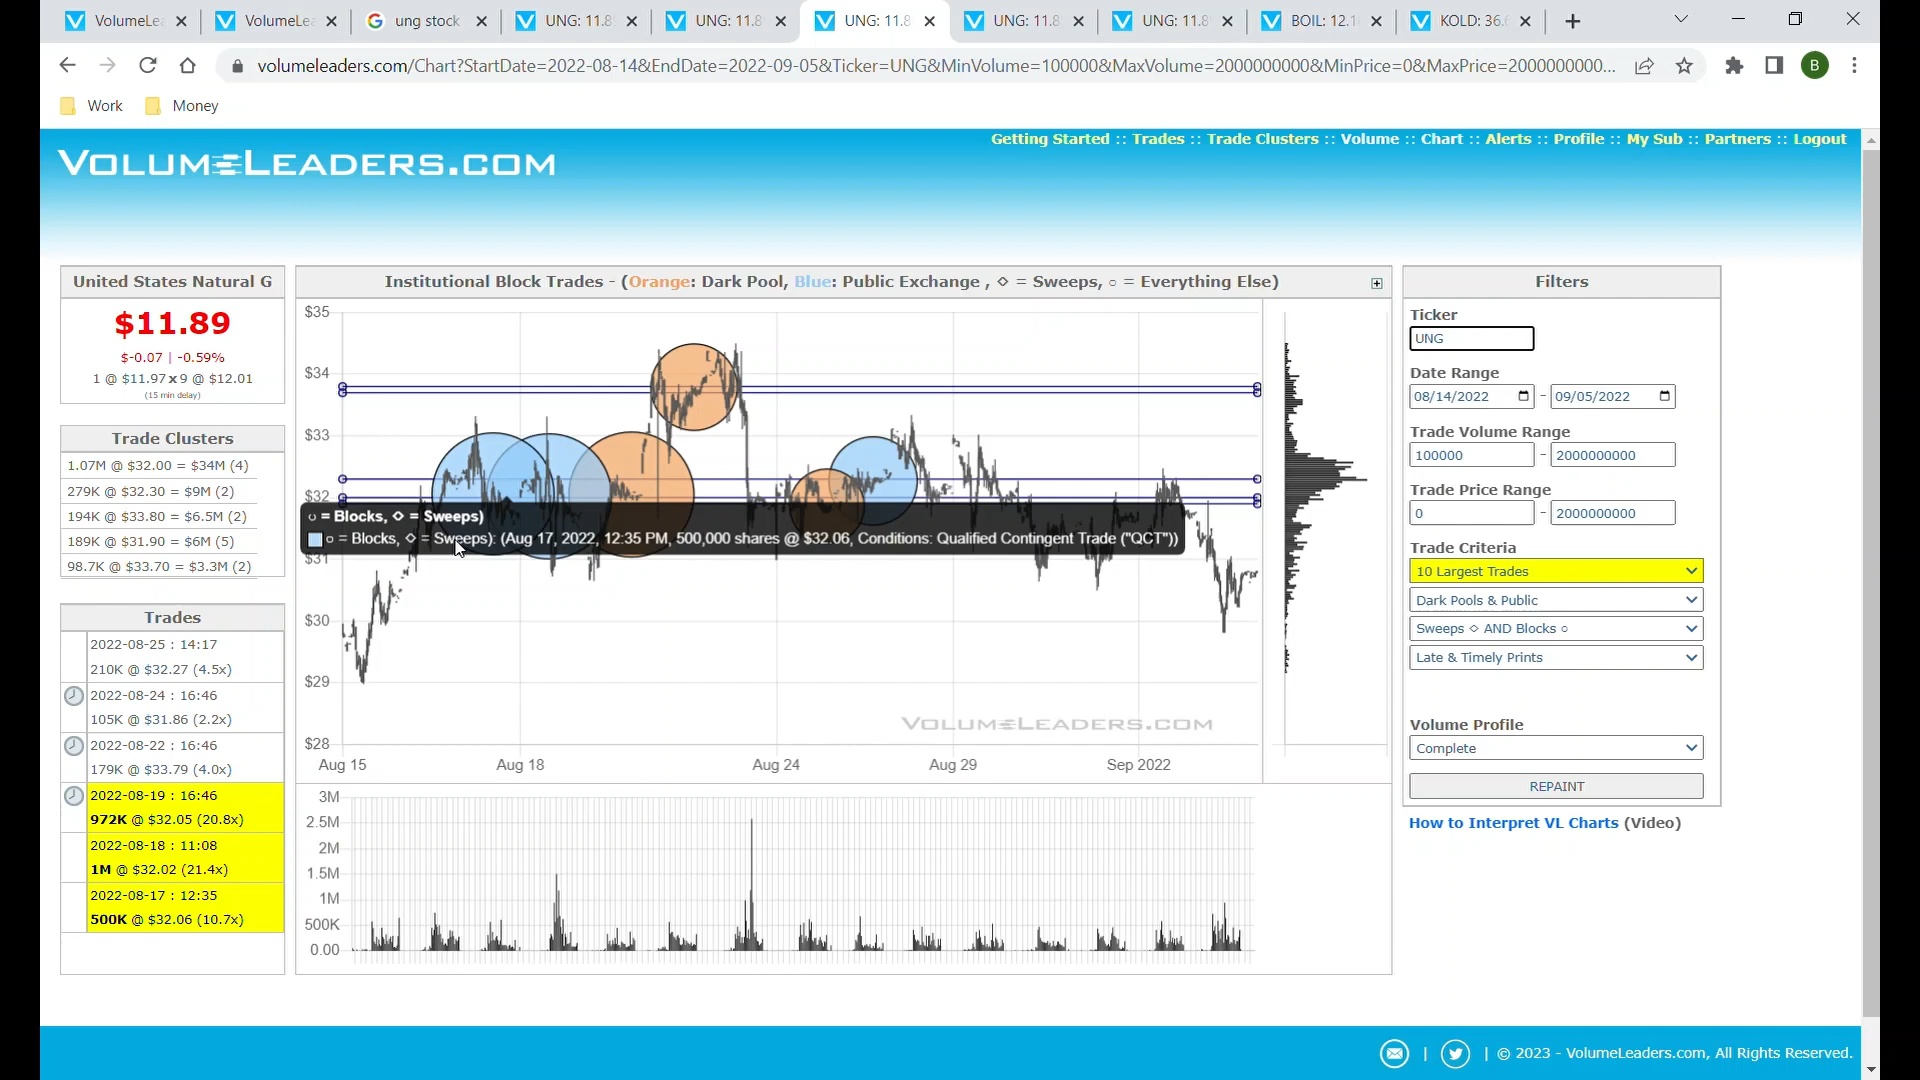 VolumeLea
VolumeLea
ung stock
UNG: 11.8
UNG: 11.8
UNG: 11.8
UNG: 11.8
UNG: 11.8
BOIL: 12.1
KOLD: 36.6
volumeleaders.com/Chart?StartDate=2022-08-14&EndDate=2022-09-05&Ticker=UNG&MinVolume=100000&MaxVolume=2000000000&MinPrice=0&MaxPrice=2000000000...
B
Work
Money
Getting Started :: Trades :: Trade Clusters :: Volume :: Chart :: Alerts :: Profile :: My Sub :: Partners :: Logout
VOLUMELEADERS.COM
United States Natural G
$11.89
$-0.07 | -0.59%
1 @ $11.97 x 9 @ $12.01
(15 min delay)
Trade Clusters
1.07M @ $32.00 = $34M (4)
279K @ $32.30 = $9M (2)
194K @ $33.80 = $6.5M (2)
189K @ $31.90 = $6M (5)
98.7K @ $33.70 = $3.3M (2)
Trades
2022-08-25 : 14:17
210K @ $32.27 (4.5x)
2022-08-24 : 16:46
105K @ $31.86 (2.2x)
2022-08-22 : 16:46
179K @ $33.79 (4.0x)
2022-08-19 : 16:46
972K @ $32.05 (20.8x)
2022-08-18 : 11:08
1M @ $32.02 (21.4x)
2022-08-17 : 12:35
500K @ $32.06 (10.7x)
Institutional Block Trades - (Orange: Dark Pool, Blue: Public Exchange , ◇ = Sweeps, ○ = Everything Else)
$35
$34
$33
$32
$31
$30
$29
$28
○ = Blocks, ◇ = Sweeps)
○ = Blocks, ◇ = Sweeps): (Aug 17, 2022, 12:35 PM, 500,000 shares @ $32.06, Conditions: Qualified Contingent Trade ("QCT"))
VOLUMELEADERS.COM
Aug 15
Aug 18
Aug 24
Aug 29
Sep 2022
3M
2.5M
2M
1.5M
1M
500K
0.00
Filters
Ticker
UNG
Date Range
08/14/2022 - 09/05/2022
Trade Volume Range
100000 - 2000000000
Trade Price Range
0 - 2000000000
Trade Criteria
10 Largest Trades
Dark Pools & Public
Sweeps ◇ AND Blocks ○
Late & Timely Prints
Volume Profile
Complete
REPAINT
How to Interpret VL Charts (Video)
| | © 2023 - VolumeLeaders.com, All Rights Reserved.